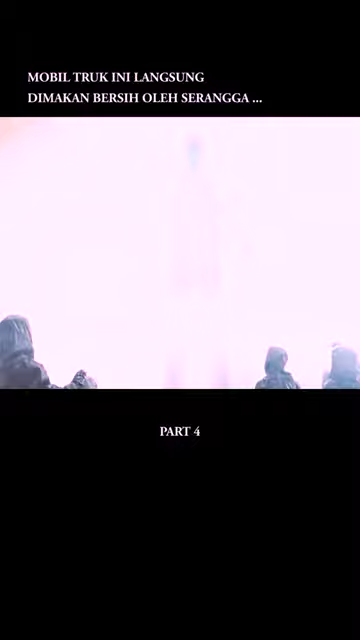 MOBIL TRUK INI LANGSUNG
DIMAKAN BERSIH OLEH SERANGGA ...
PART 4